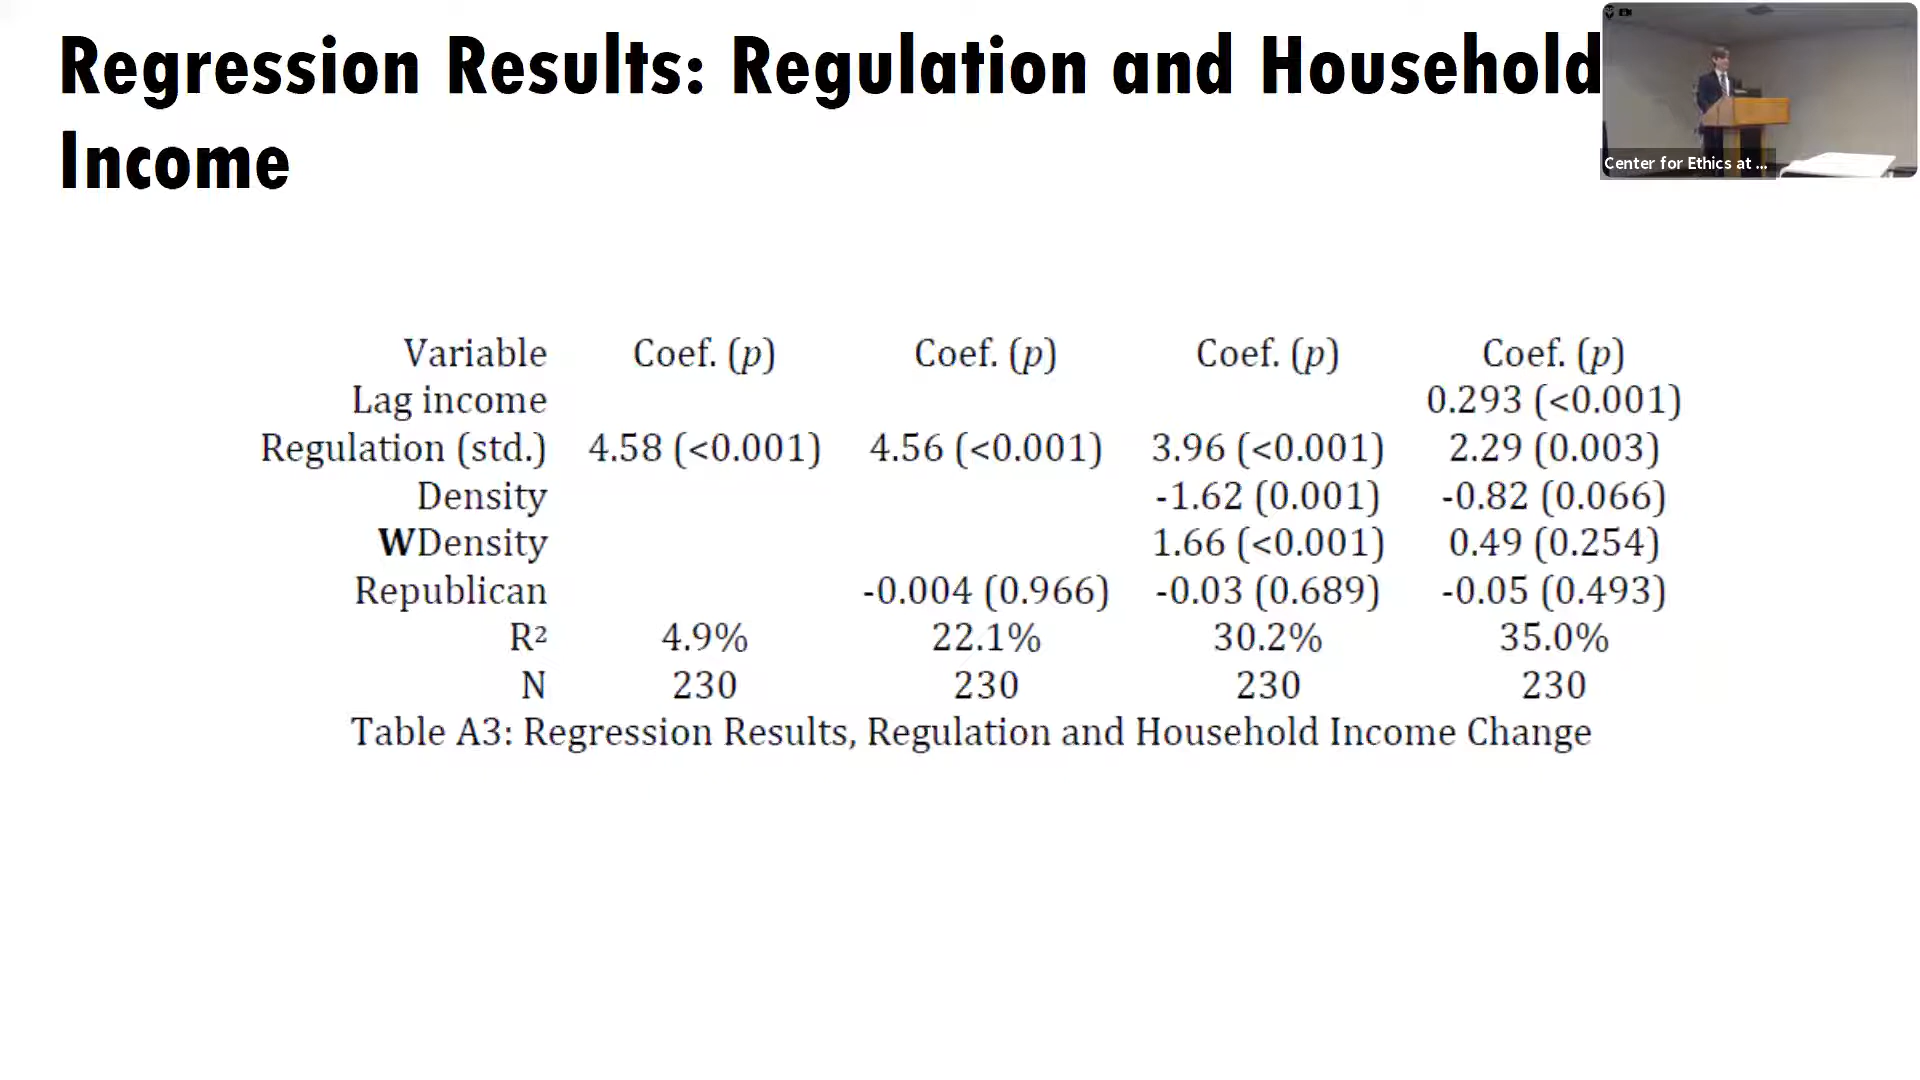 Regression Results: Regulation and Household
Income
Center for Ethics at ...
Variable Coef. (p) Coef. (p) Coef. (p) Coef. (p)
Lag income 0.293 (<0.001)
Regulation (std.) 4.58 (<0.001) 4.56 (<0.001) 3.96 (<0.001) 2.29 (0.003)
Density -1.62 (0.001) -0.82 (0.066)
WDensity 1.66 (<0.001) 0.49 (0.254)
Republican -0.004 (0.966) -0.03 (0.689) -0.05 (0.493)
R² 4.9% 22.1% 30.2% 35.0%
N 230 230 230 230
Table A3: Regression Results, Regulation and Household Income Change